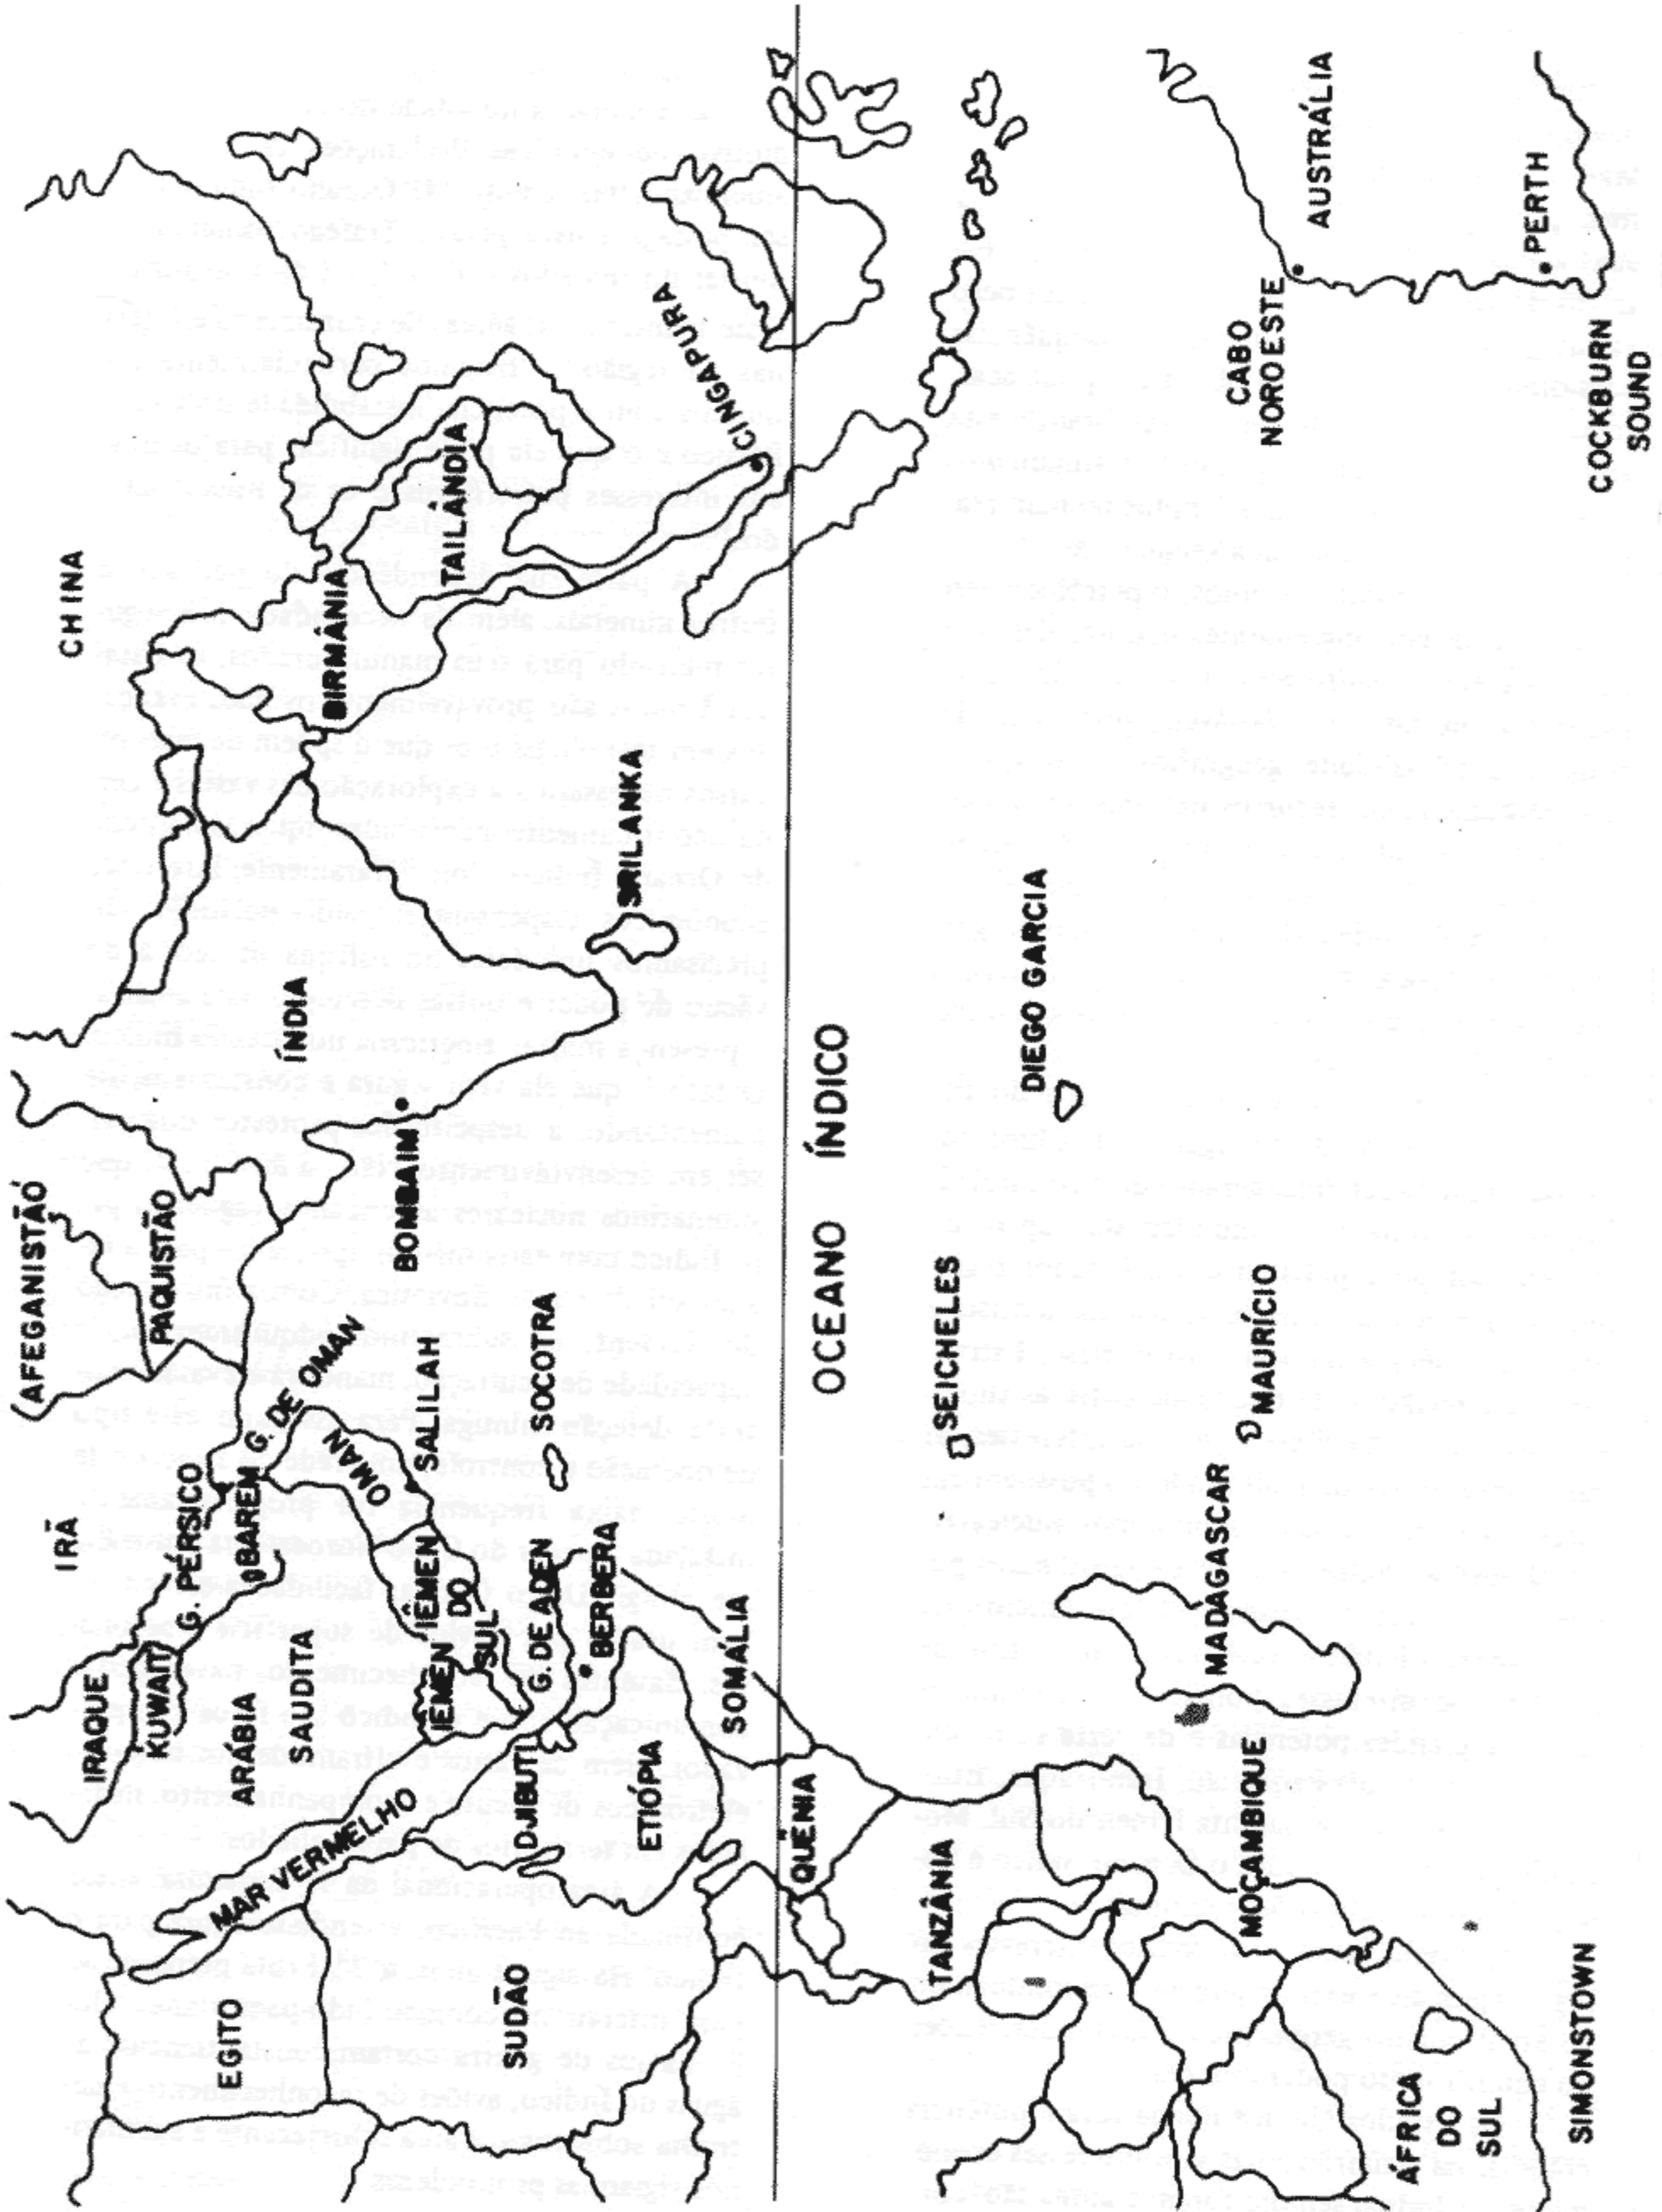 AFEGANISTÃO
CHINA
IRÃ
IRAQUE
PAQUISTÃO
KUWAIT
G. PÉRSICO
EGITO
ARÁBIA
SAUDITA
BAREM
G. DE OMAN
ÍNDIA
BIRMÂNIA
MAR VERMELHO
OMAN
BOMBAIM
SALILAH
TAILÂNDIA
IEMEN
ÎEMEN
DO
SUL
SUDÃO
DJIBUTI
G. DE ADEN
SOCOTRA
BERBERA
SRILANKA
ETIÓPIA
SOMÁLIA
CINGAPURA
QUÊNIA
OCEANO ÍNDICO
TANZÂNIA
SEICHELES
DIEGO GARCIA
MADAGASCAR
MAURÍCIO
MOÇAMBIQUE
CABO
NOROESTE
AUSTRÁLIA
ÁFRICA
DO
SUL
PERTH
SIMONSTOWN
COCKBURN
SOUND